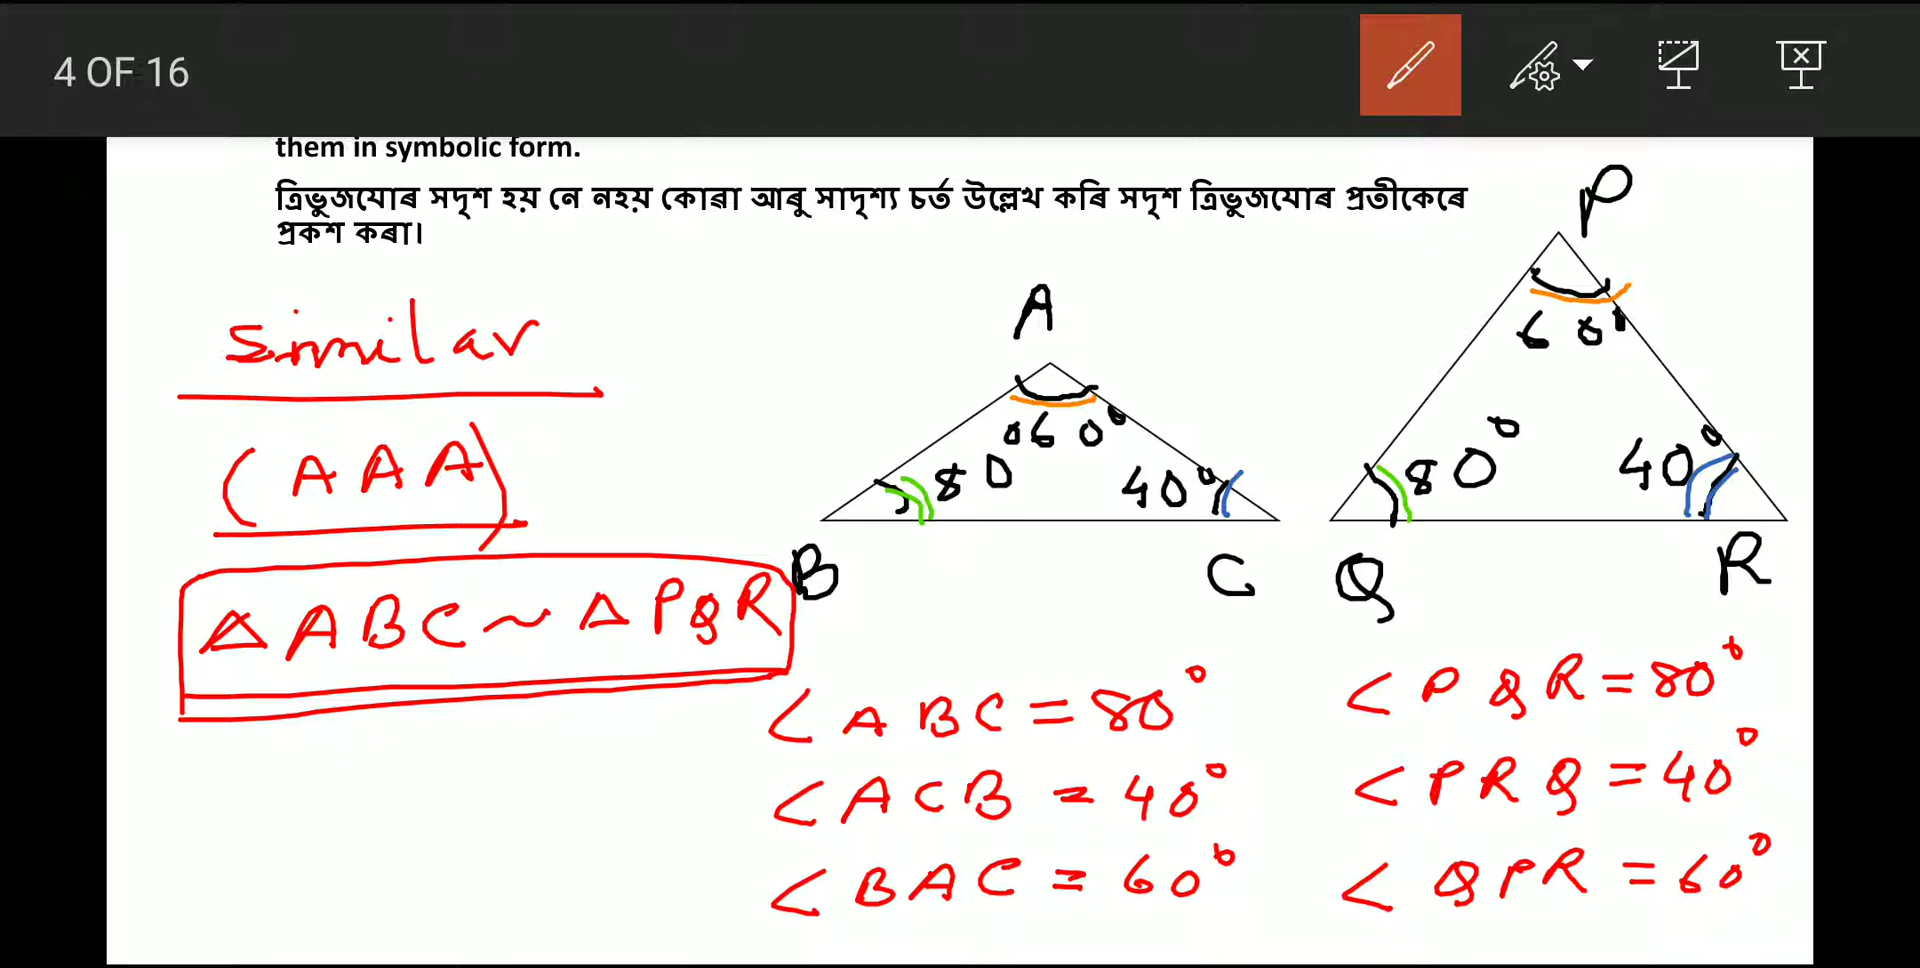 4 OF 16
them in symbolic form.
ত্ৰিভুজযোৰ সদৃশ হয় নে নহয় কোৱা আৰু সাদৃশ্য চৰ্ত উল্লেখ কৰি সদৃশ ত্ৰিভুজযোৰ প্ৰতীকেৰে
প্ৰকশ কৰা।
Similar
(AAA)
△ABC ~ △PQR
A
60°
80°
40°
B
C
P
60°
80°
40°
Q
R
<ABC = 80°
<ACB = 40°
<BAC = 60°
<PQR = 80°
<PRQ = 40°
<QPR = 60°